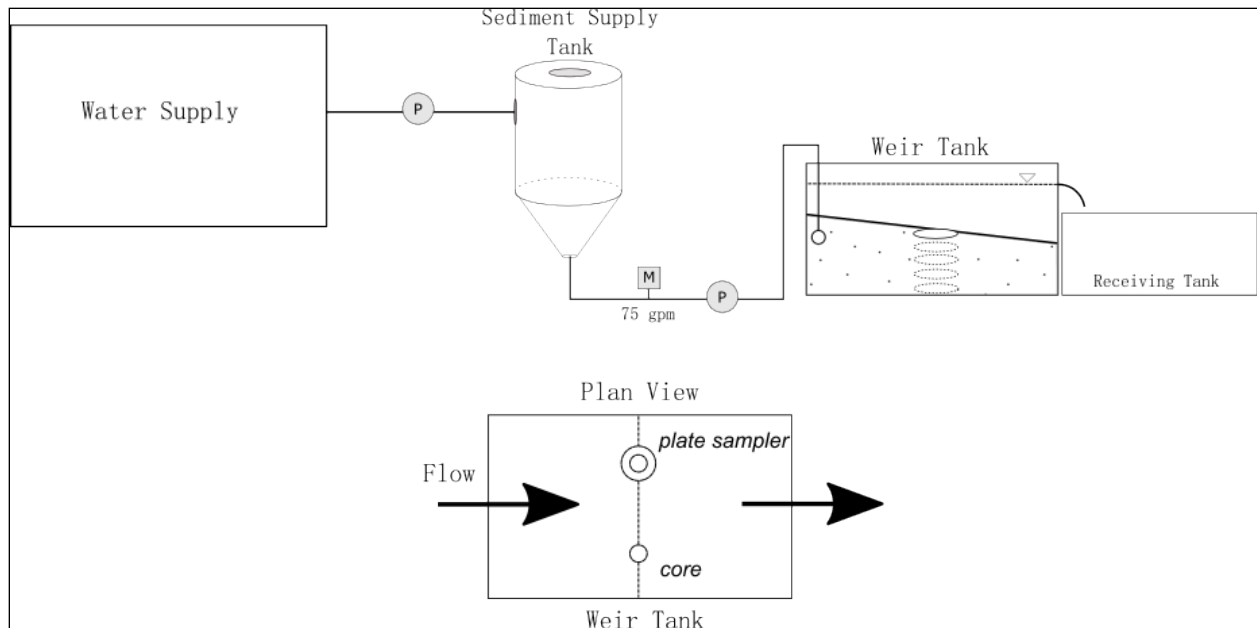 Sediment Supply
Tank
Water Supply
P
Weir Tank
M
P
75 gpm
Receiving Tank
Plan View
plate sampler
Flow
core
Weir Tank